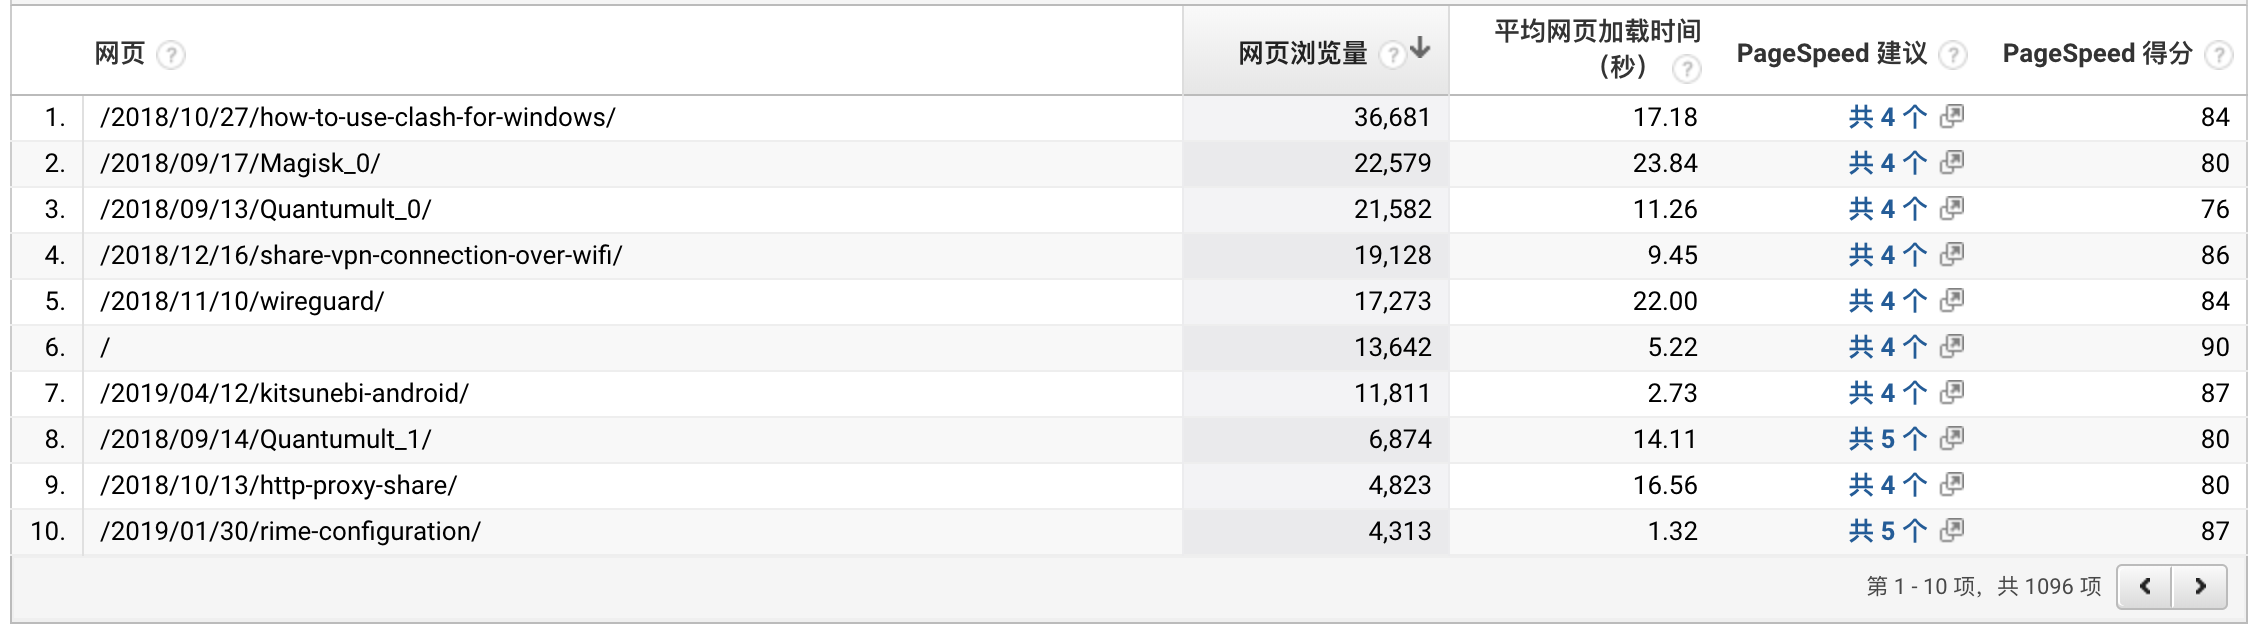 网页 网页浏览量 平均网页加载时间（秒） PageSpeed 建议 PageSpeed 得分
1. /2018/10/27/how-to-use-clash-for-windows/ 36,681 17.18 共 4 个 84
2. /2018/09/17/Magisk_0/ 22,579 23.84 共 4 个 80
3. /2018/09/13/Quantumult_0/ 21,582 11.26 共 4 个 76
4. /2018/12/16/share-vpn-connection-over-wifi/ 19,128 9.45 共 4 个 86
5. /2018/11/10/wireguard/ 17,273 22.00 共 4 个 84
6. / 13,642 5.22 共 4 个 90
7. /2019/04/12/kitsunebi-android/ 11,811 2.73 共 4 个 87
8. /2018/09/14/Quantumult_1/ 6,874 14.11 共 5 个 80
9. /2018/10/13/http-proxy-share/ 4,823 16.56 共 4 个 80
10. /2019/01/30/rime-configuration/ 4,313 1.32 共 5 个 87
第 1 - 10 项，共 1096 项